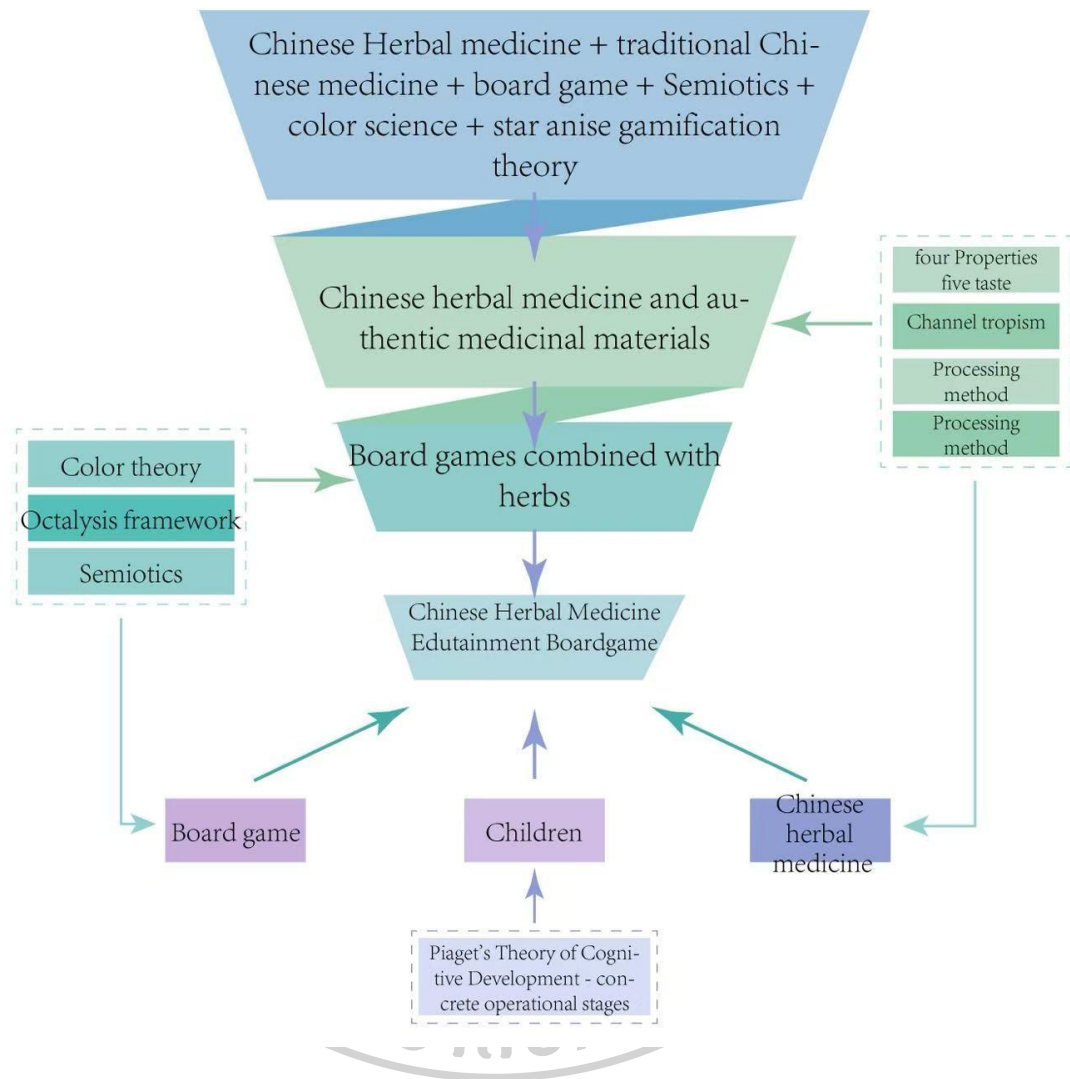 Chinese Herbal medicine + traditional Chi-
nese medicine + board game + Semiotics +
color science + star anise gamification
theory
Chinese herbal medicine and au-
thentic medicinal materials
four Properties
five taste
Channel tropism
Processing
method
Processing
method
Board games combined with
herbs
Color theory
Octalysis framework
Semiotics
Chinese Herbal Medicine
Edutainment Boardgame
Board game
Children
Chinese
herbal
medicine
Piaget's Theory of Cogni-
tive Development - con-
crete operational stages